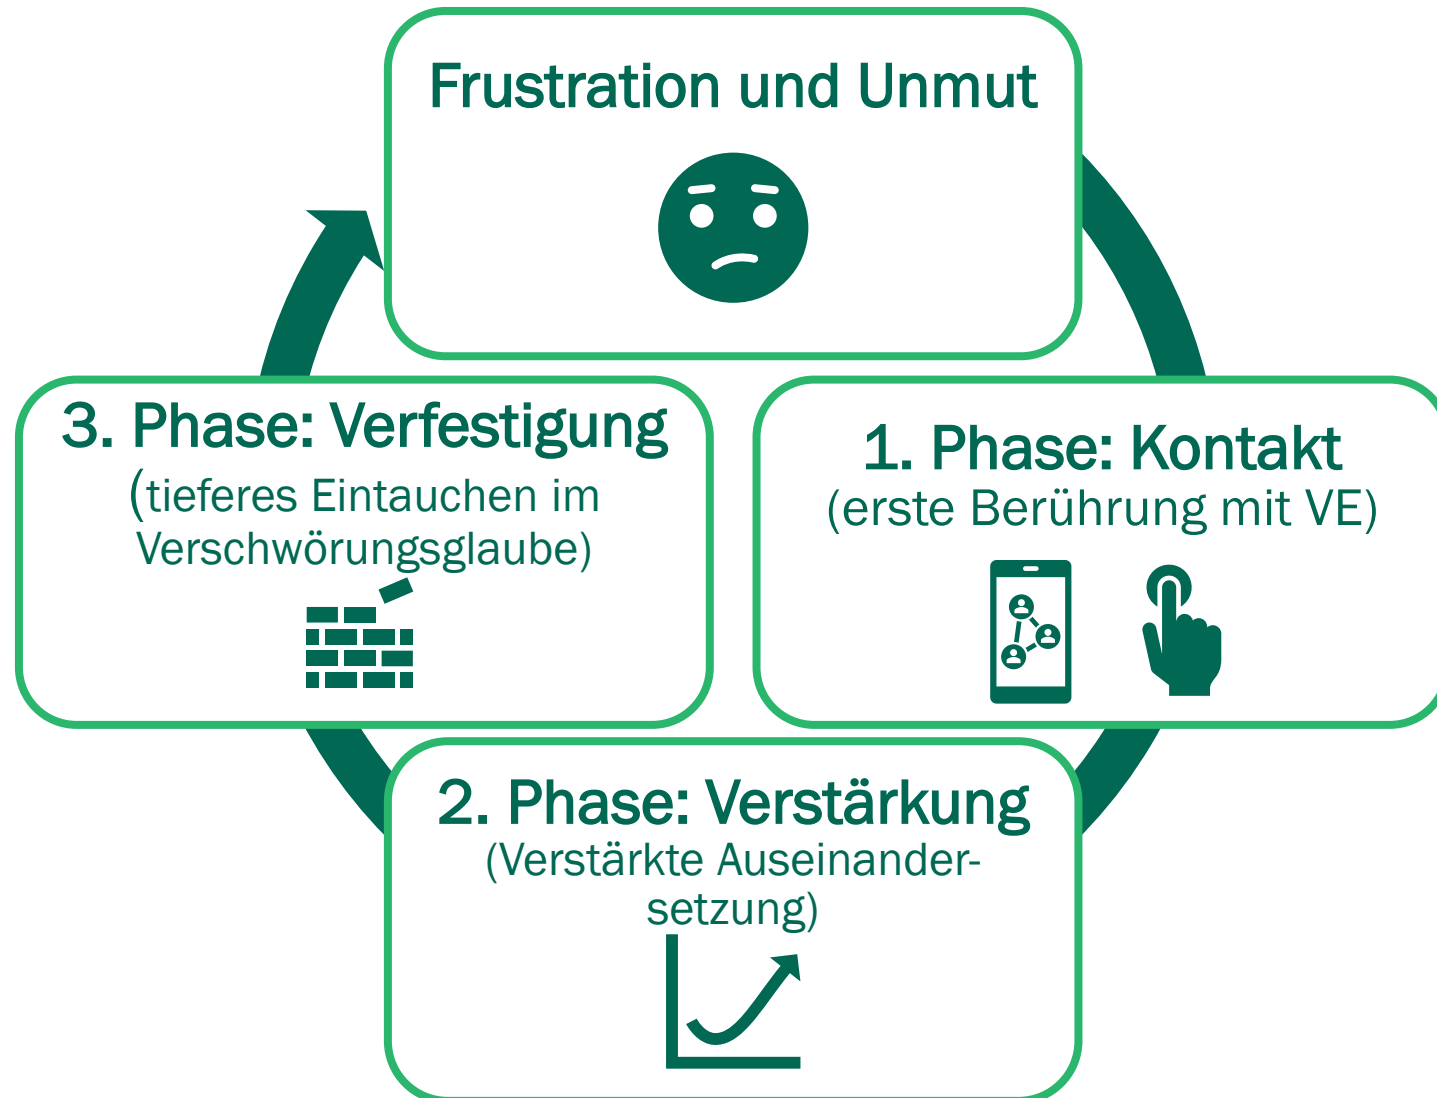 Frustration und Unmut
1. Phase: Kontakt
(erste Berührung mit VE)
2. Phase: Verstärkung
(Verstärkte Auseinander-
setzung)
3. Phase: Verfestigung
(tieferes Eintauchen im
Verschwörungsglaube)